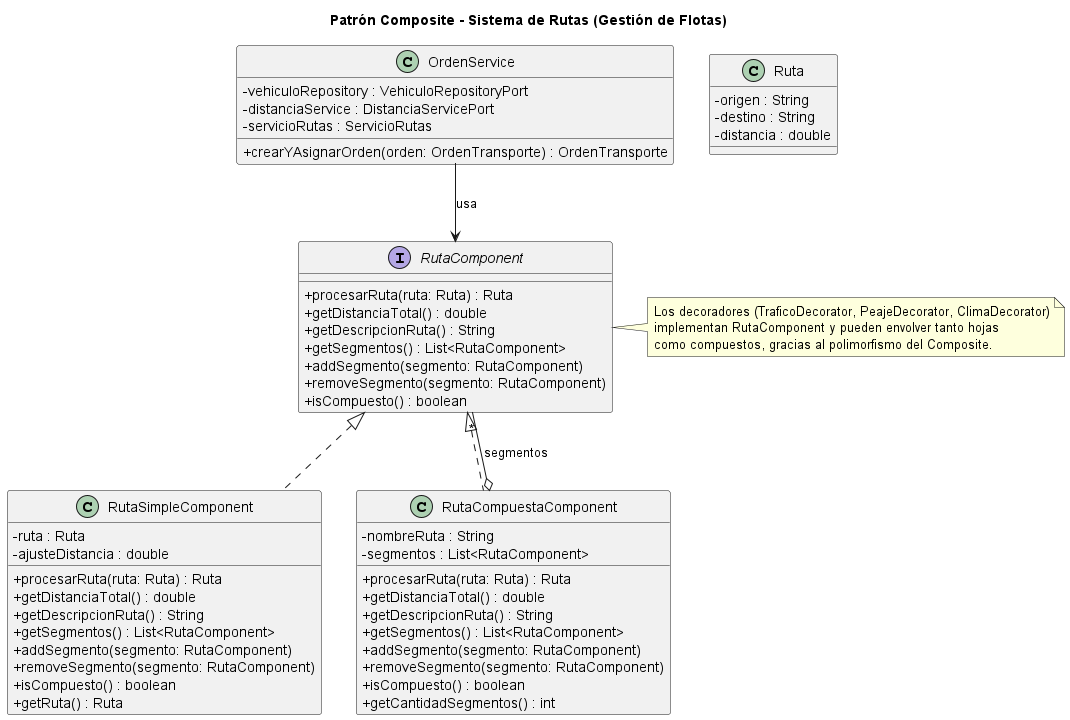 Patrón Composite - Sistema de Rutas (Gestión de Flotas)
C OrdenService
-vehiculoRepository : VehiculoRepositoryPort
-distanciaService : DistanciaServicePort
-servicioRutas : ServicioRutas
+crearYAsignarOrden(orden: OrdenTransporte) : OrdenTransporte
C Ruta
-origen : String
-destino : String
-distancia : double
usa
I RutaComponent
+procesarRuta(ruta: Ruta) : Ruta
+getDistanciaTotal() : double
+getDescripcionRuta() : String
+getSegmentos() : List<RutaComponent>
+addSegmento(segmento: RutaComponent)
+removeSegmento(segmento: RutaComponent)
+isCompuesto() : boolean
Los decoradores (TraficoDecorator, PeajeDecorator, ClimaDecorator)
implementan RutaComponent y pueden envolver tanto hojas
como compuestos, gracias al polimorfismo del Composite.
*
segmentos
C RutaSimpleComponent
-ruta : Ruta
-ajusteDistancia : double
+procesarRuta(ruta: Ruta) : Ruta
+getDistanciaTotal() : double
+getDescripcionRuta() : String
+getSegmentos() : List<RutaComponent>
+addSegmento(segmento: RutaComponent)
+removeSegmento(segmento: RutaComponent)
+isCompuesto() : boolean
+getRuta() : Ruta
C RutaCompuestaComponent
-nombreRuta : String
-segmentos : List<RutaComponent>
+procesarRuta(ruta: Ruta) : Ruta
+getDistanciaTotal() : double
+getDescripcionRuta() : String
+getSegmentos() : List<RutaComponent>
+addSegmento(segmento: RutaComponent)
+removeSegmento(segmento: RutaComponent)
+isCompuesto() : boolean
+getCantidadSegmentos() : int